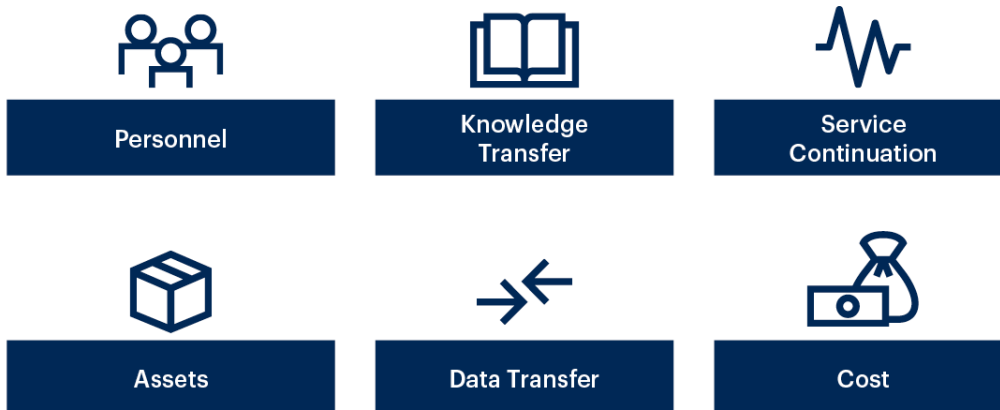 Personnel
Knowledge
Transfer
Service
Continuation
Assets
Data Transfer
Cost